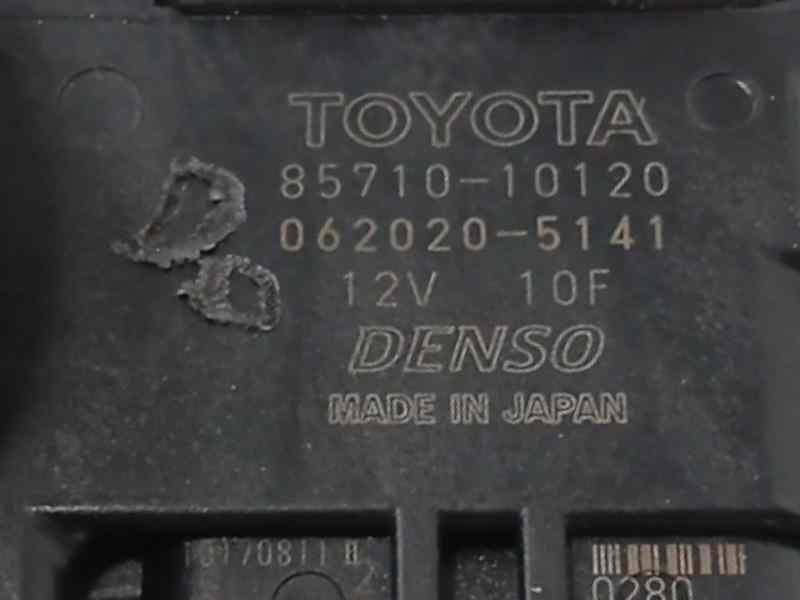 TOYOTA
85710-10120
062020-5141
12V 10F
DENSO
MADE IN JAPAN
0280